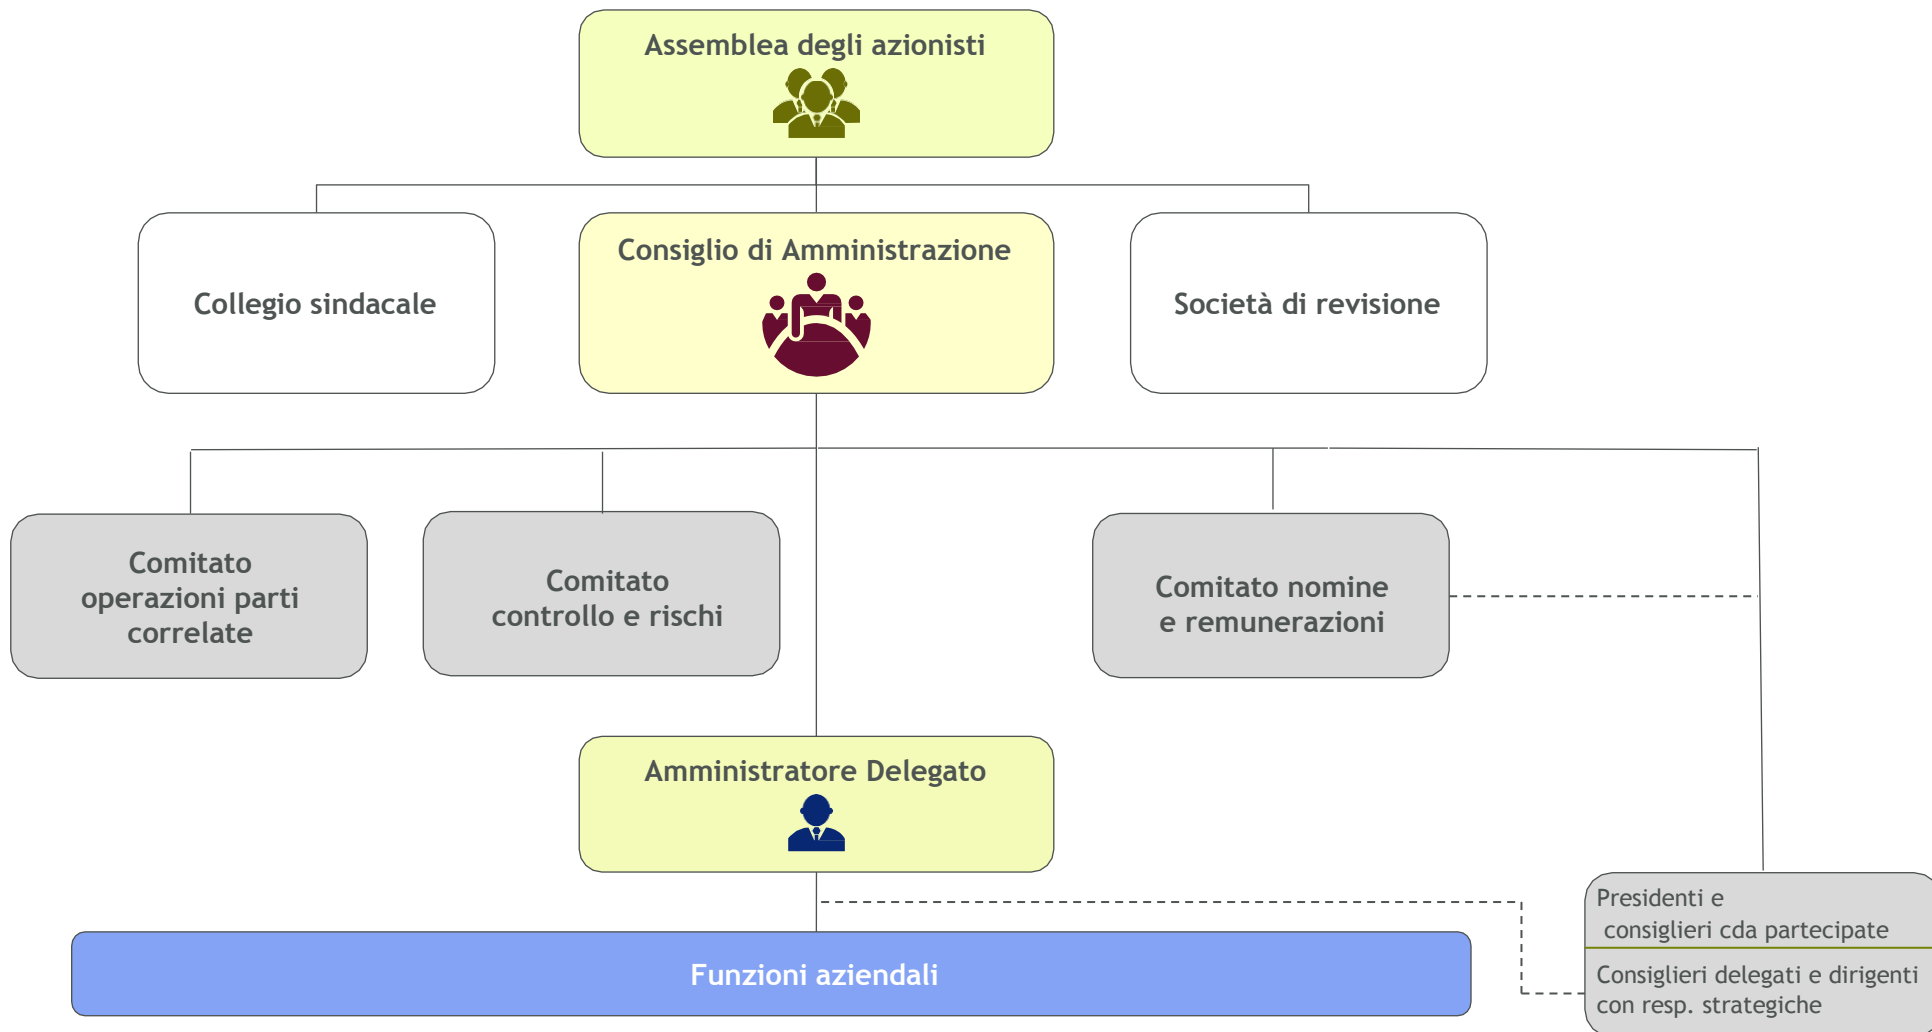 Assemblea degli azionisti
Collegio sindacale
Consiglio di Amministrazione
Società di revisione
Comitato
operazioni parti
correlate
Comitato
controllo e rischi
Comitato nomine
e remunerazioni
Amministratore Delegato
Presidenti e
consiglieri cda partecipate
Consiglieri delegati e dirigenti
con resp. strategiche
Funzioni aziendali